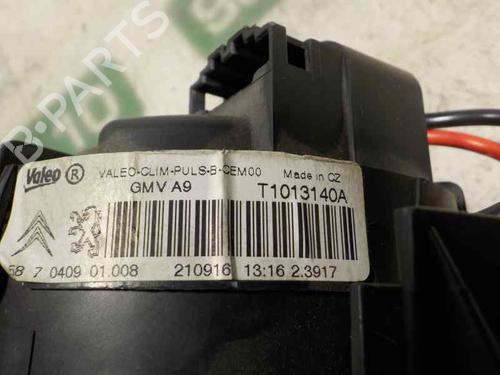 B-PARTS
Valeo ® VALEO-CLIM-PULS-B-CEM00 Made in CZ
GMV A9 T1013140A
58 7 0409 01.008 210916 13:16 2.3917